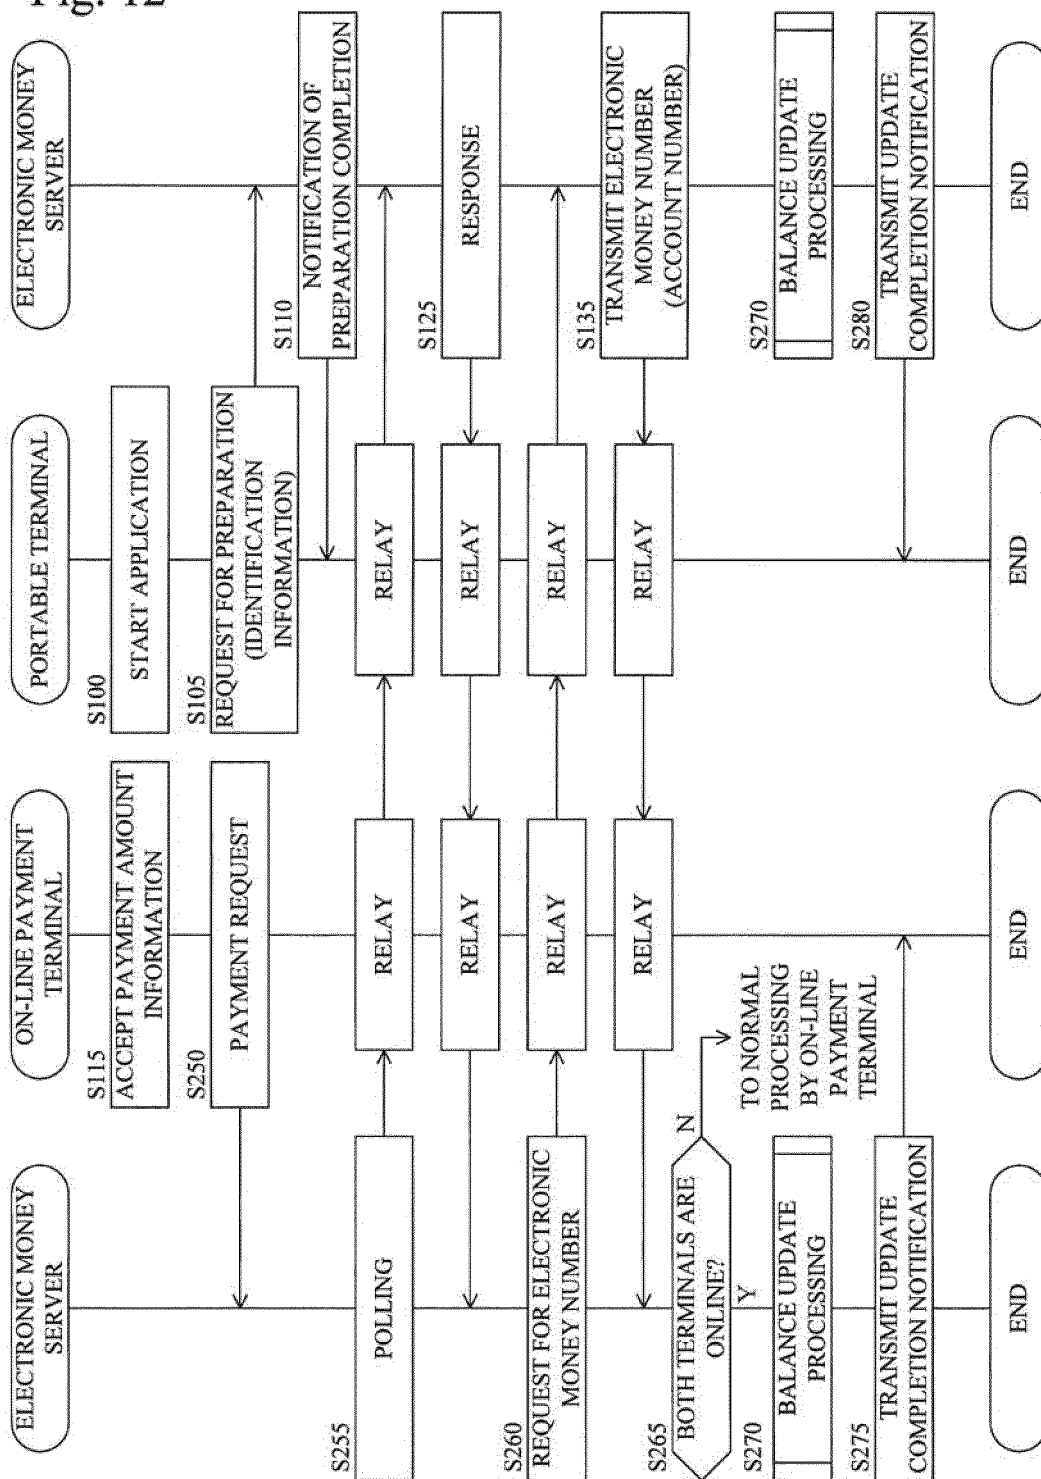 Fig. 12
ELECTRONIC MONEY
SERVER
S255
POLLING
S260
REQUEST FOR ELECTRONIC
MONEY NUMBER
S265
BOTH TERMINALS ARE
ONLINE?
N
Y
TO NORMAL
PROCESSING
BY ON-LINE
PAYMENT
TERMINAL
S270
BALANCE UPDATE
PROCESSING
S275
TRANSMIT UPDATE
COMPLETION NOTIFICATION
END
ON-LINE PAYMENT
TERMINAL
S115
ACCEPT PAYMENT AMOUNT
INFORMATION
S250
PAYMENT REQUEST
RELAY
RELAY
RELAY
RELAY
END
PORTABLE TERMINAL
S100
START APPLICATION
S105
REQUEST FOR PREPARATION
(IDENTIFICATION
INFORMATION)
RELAY
RELAY
RELAY
RELAY
END
ELECTRONIC MONEY
SERVER
S110
NOTIFICATION OF
PREPARATION COMPLETION
S125
RESPONSE
S135
TRANSMIT ELECTRONIC
MONEY NUMBER
(ACCOUNT NUMBER)
S270
BALANCE UPDATE
PROCESSING
S280
TRANSMIT UPDATE
COMPLETION NOTIFICATION
END